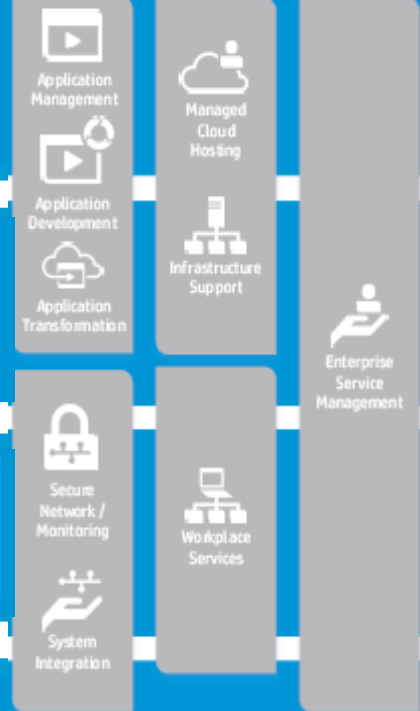 Application
Management
Application
Development
Application
Transformation
Managed
Cloud
Hosting
Infrastructure
Support
Secure
Network /
Monitoring
System
Integration
Workplace
Services
Enterprise
Service
Management